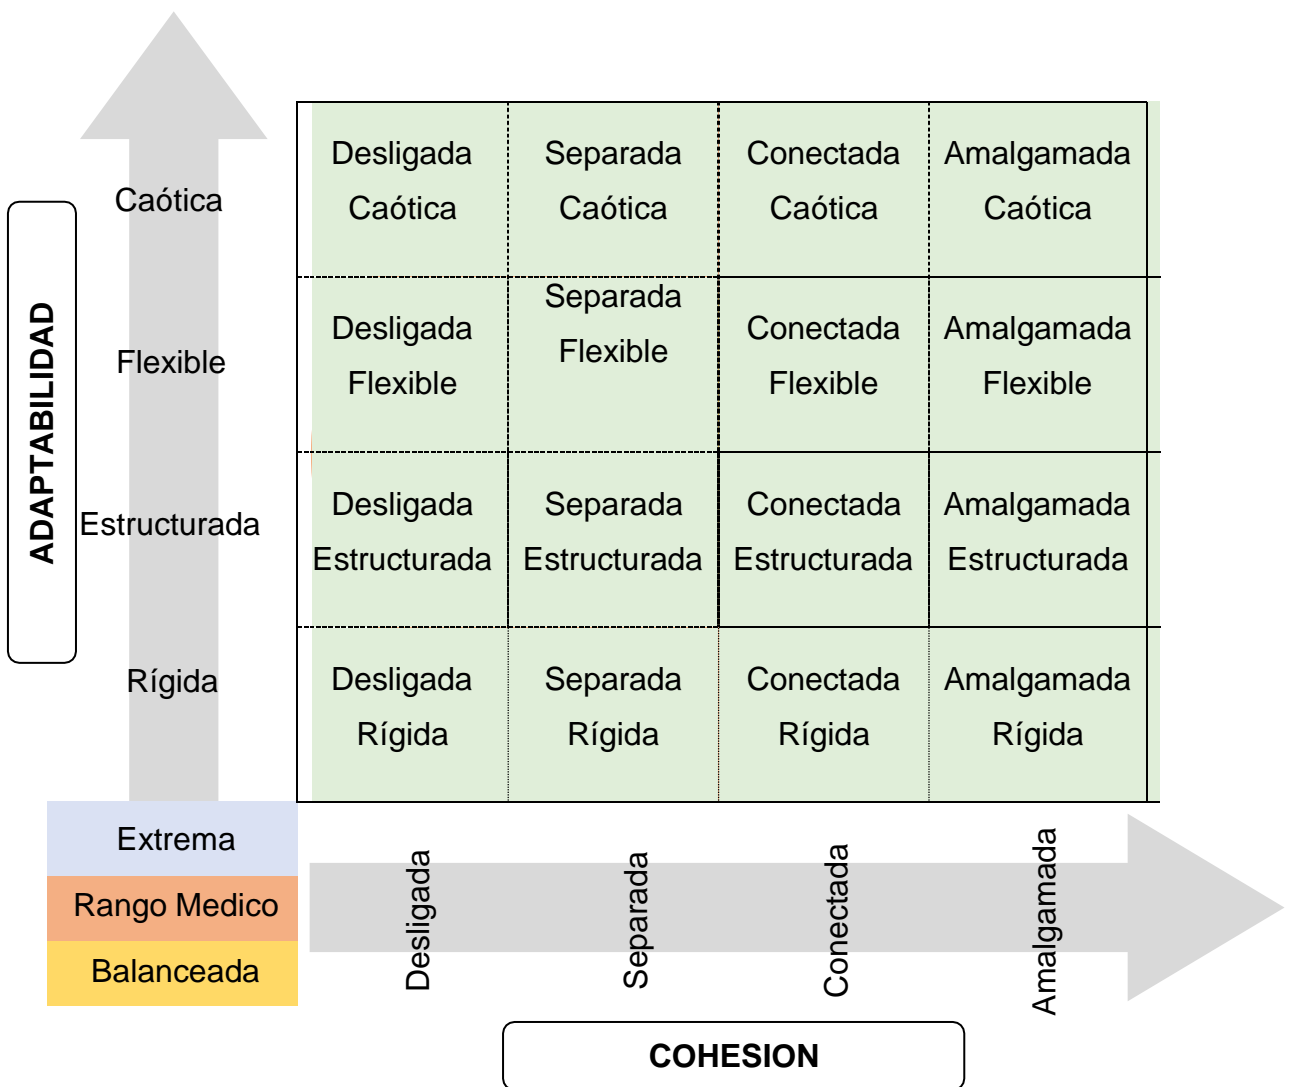 Desligada Separada Conectada Amalgamada
Caótica Caótica Caótica Caótica
Caótica
Separada
Desligada Conectada Amalgamada
Flexible
Flexible Flexible Flexible
Flexible
ADAPTABILIDAD
Desligada Separada Conectada Amalgamada
Estructurada
Estructurada Estructurada Estructurada Estructurada
Rígida
Desligada Separada Conectada Amalgamada
Rígida Rígida Rígida Rígida
Extrema
Rango Medico
Balanceada
Desligada
Separada
Conectada
Amalgamada
COHESION